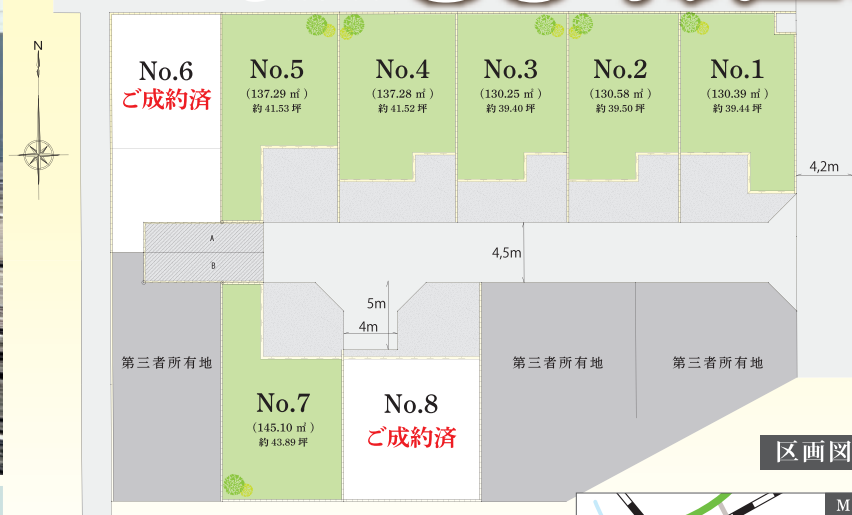 N
No.6
ご成約済
No.5
(137.29 ㎡)
約 41.53 坪
No.4
(137.28 ㎡)
約 41.52 坪
No.3
(130.25 ㎡)
約 39.40 坪
No.2
(130.58 ㎡)
約 39.50 坪
No.1
(130.39 ㎡)
約 39.44 坪
4,2m
A
B
4,5m
5m
4m
第三者所有地
No.7
(145.10 ㎡)
約 43.89 坪
No.8
ご成約済
第三者所有地
第三者所有地
区画図
M